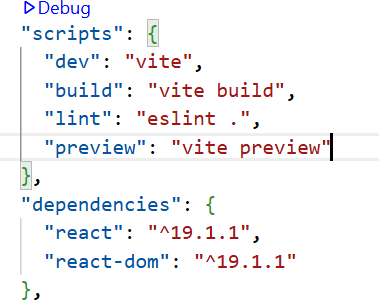 Debug
"scripts": {
"dev": "vite",
"build": "vite build",
"lint": "eslint .",
"preview": "vite preview"
},
"dependencies": {
"react": "^19.1.1",
"react-dom": "^19.1.1"
},